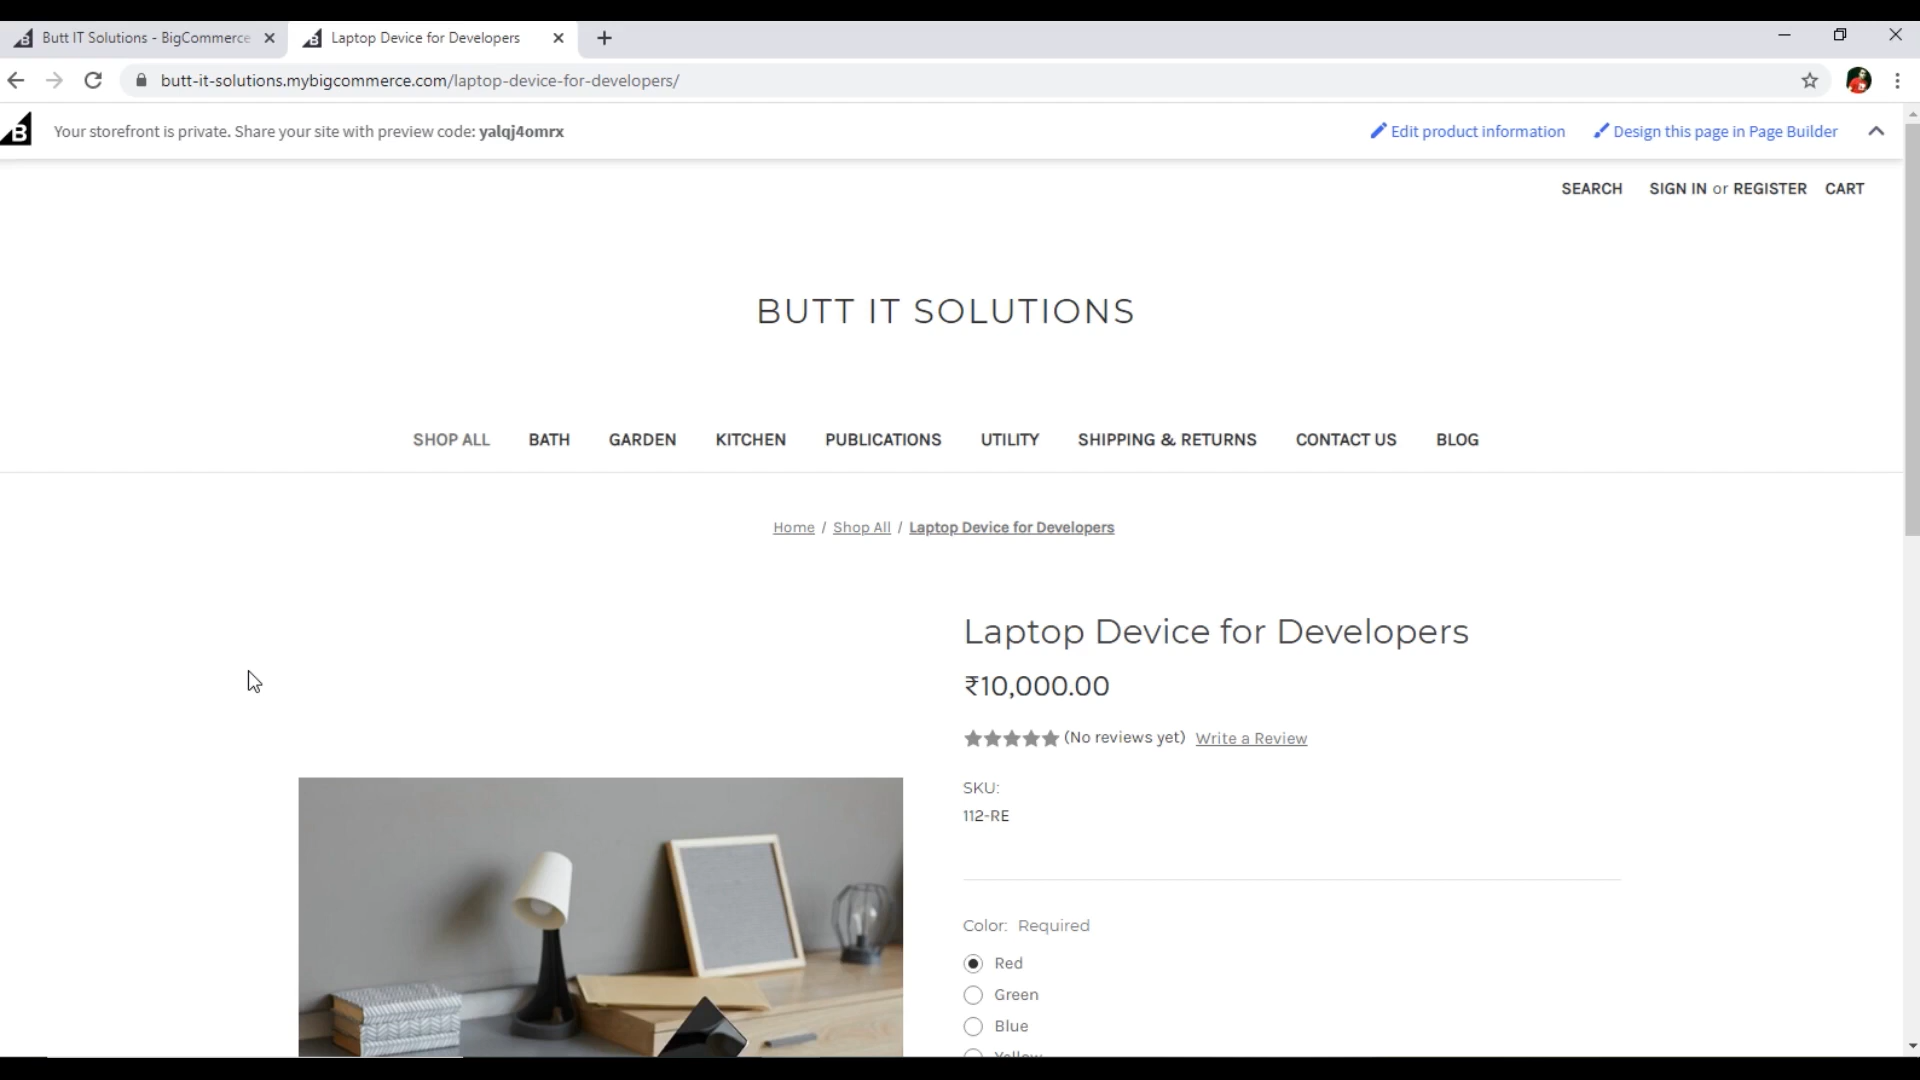 Butt IT Solutions - BigCommerce
Laptop Device for Developers
butt-it-solutions.mybigcommerce.com/laptop-device-for-developers/
Your storefront is private. Share your site with preview code: yalqj4omrx
Edit product information
Design this page in Page Builder
SEARCH SIGN IN or REGISTER CART
BUTT IT SOLUTIONS
SHOP ALL BATH GARDEN KITCHEN PUBLICATIONS UTILITY SHIPPING & RETURNS CONTACT US BLOG
Home / Shop All / Laptop Device for Developers
Laptop Device for Developers
₹10,000.00
(No reviews yet) Write a Review
SKU:
112-RE
Color: Required
Red
Green
Blue
Yellow